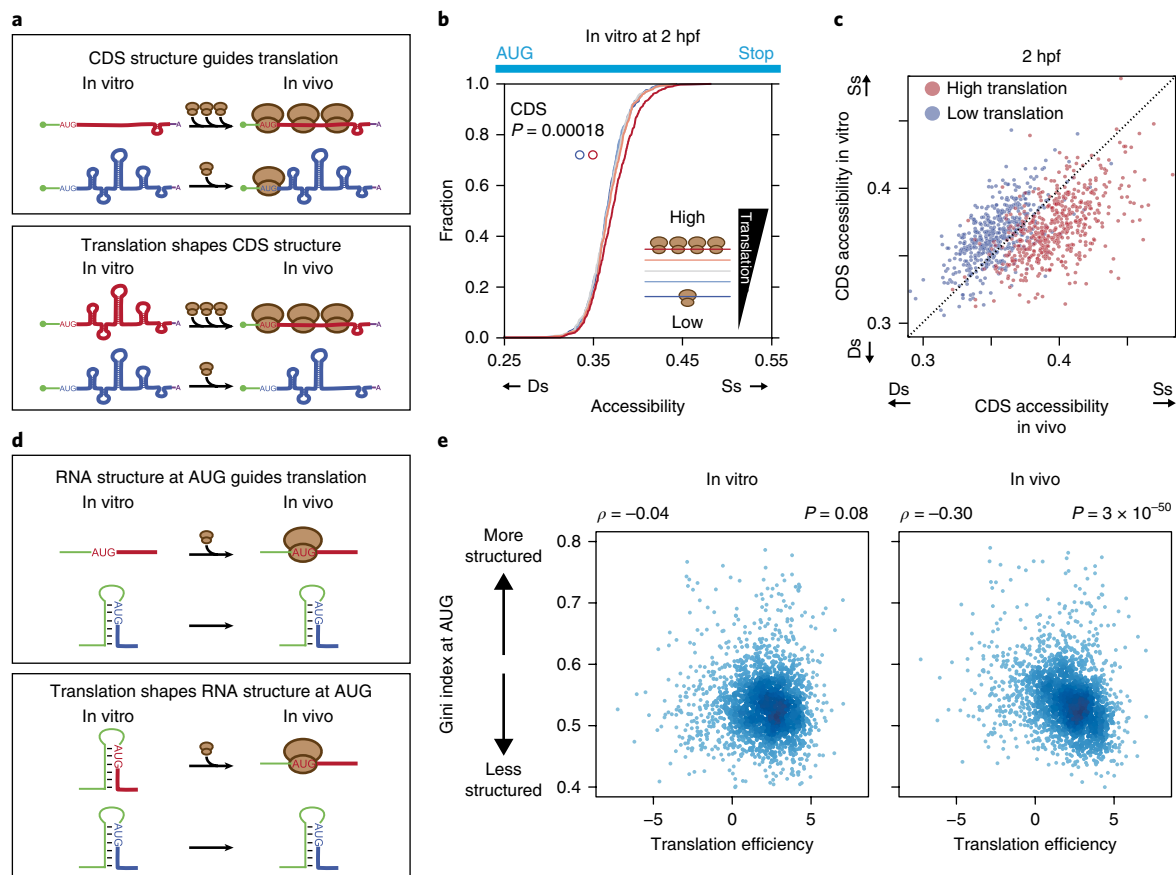 a
CDS structure guides translation
In vitro
In vivo
AUG
A
AUG
A
AUG
A
AUG
A
Translation shapes CDS structure
In vitro
In vivo
AUG
A
AUG
A
AUG
A
AUG
A
b
In vitro at 2 hpf
AUG
Stop
CDS
P = 0.00018
High
Low
Translation
Fraction
1.0
0.8
0.6
0.4
0.2
0.0
0.25
0.35
0.45
0.55
← Ds
Ss →
Accessibility
c
2 hpf
High translation
Low translation
Ss
CDS accessibility in vitro
Ds
0.4
0.3
0.3
0.4
Ds
Ss
CDS accessibility
in vivo
d
RNA structure at AUG guides translation
In vitro
In vivo
AUG
AUG
AUG
AUG
Translation shapes RNA structure at AUG
In vitro
In vivo
AUG
AUG
AUG
AUG
e
In vitro
ρ = −0.04
P = 0.08
In vivo
ρ = −0.30
P = 3 × 10⁻⁵⁰
More
structured
Gini index at AUG
Less
structured
0.8
0.7
0.6
0.5
0.4
−5
0
5
Translation efficiency
−5
0
5
Translation efficiency